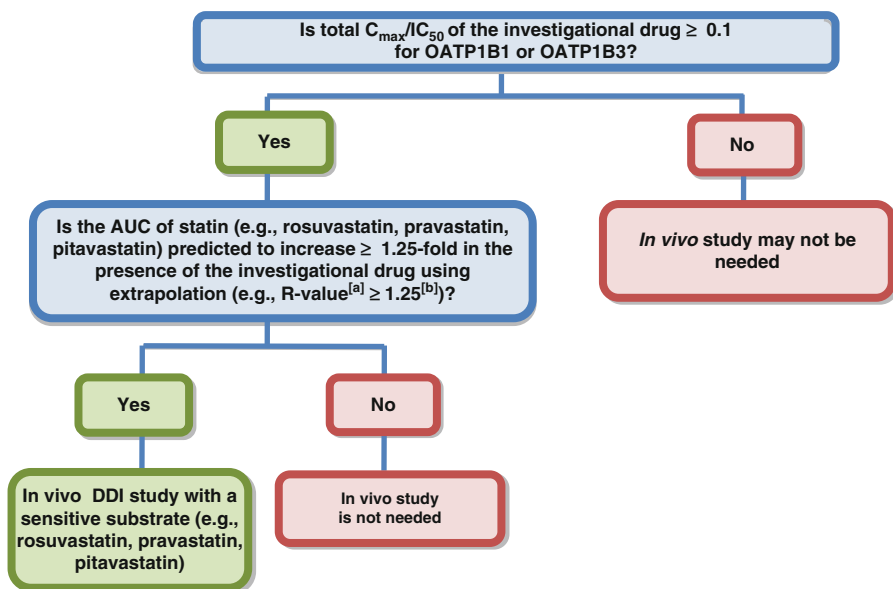 Is total Cmax/IC50 of the investigational drug ≥ 0.1
for OATP1B1 or OATP1B3?
Yes
No
Is the AUC of statin (e.g., rosuvastatin, pravastatin,
pitavastatin) predicted to increase ≥ 1.25-fold in the
presence of the investigational drug using
extrapolation (e.g., R-value[a] ≥ 1.25[b])?
In vivo study may not be
needed
Yes
No
In vivo DDI study with a
sensitive substrate (e.g.,
rosuvastatin, pravastatin,
pitavastatin)
In vivo study
is not needed